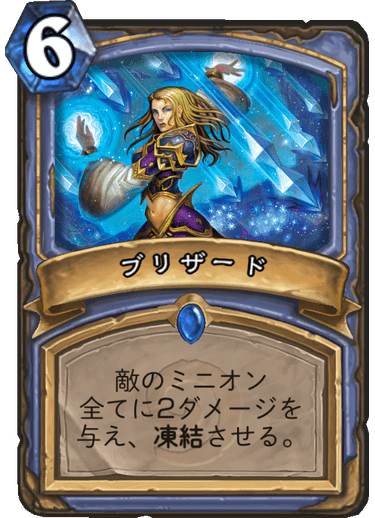 6
ブリザード
敵のミニオン
全てに2ダメージを
与え、凍結させる。